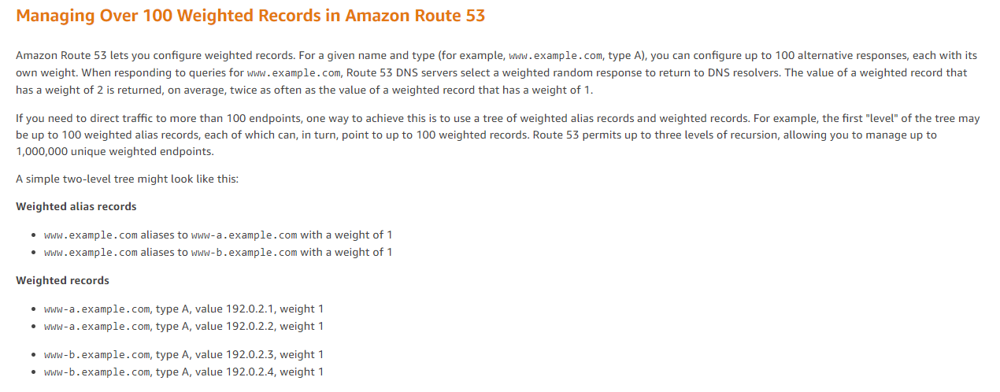 Managing Over 100 Weighted Records in Amazon Route 53
Amazon Route 53 lets you configure weighted records. For a given name and type (for example, www.example.com, type A), you can configure up to 100 alternative responses, each with its
own weight. When responding to queries for www.example.com, Route 53 DNS servers select a weighted random response to return to DNS resolvers. The value of a weighted record that
has a weight of 2 is returned, on average, twice as often as the value of a weighted record that has a weight of 1.
If you need to direct traffic to more than 100 endpoints, one way to achieve this is to use a tree of weighted alias records and weighted records. For example, the first "level" of the tree may
be up to 100 weighted alias records, each of which can, in turn, point to up to 100 weighted records. Route 53 permits up to three levels of recursion, allowing you to manage up to
1,000,000 unique weighted endpoints.
A simple two-level tree might look like this:
Weighted alias records
• www.example.com aliases to www-a.example.com with a weight of 1
• www.example.com aliases to www-b.example.com with a weight of 1
Weighted records
• www-a.example.com, type A, value 192.0.2.1, weight 1
• www-a.example.com, type A, value 192.0.2.2, weight 1
• www-b.example.com, type A, value 192.0.2.3, weight 1
• www-b.example.com, type A, value 192.0.2.4, weight 1